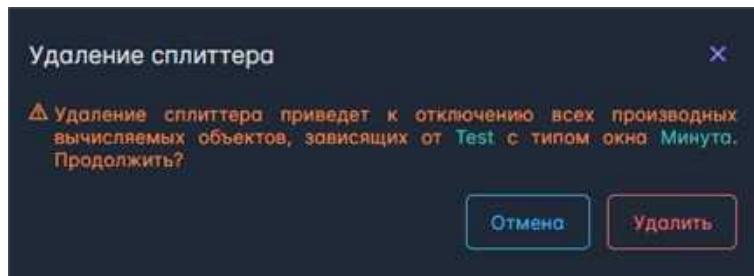 Удаление сплиттера
Удаление сплиттера приведет к отключению всех производных
вычисляемых объектов, зависящих от Test с типом окна Минута.
Продолжить?
Отмена
Удалить